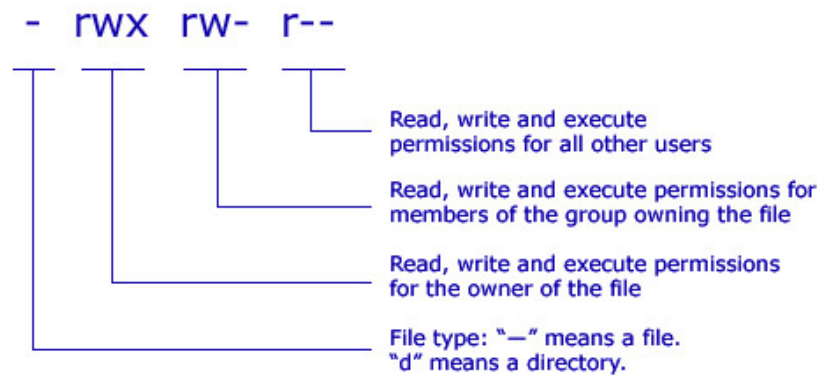 - rwx rw- r--
Read, write and execute
permissions for all other users
Read, write and execute permissions for
members of the group owning the file
Read, write and execute permissions
for the owner of the file
File type: “—” means a file.
“d” means a directory.